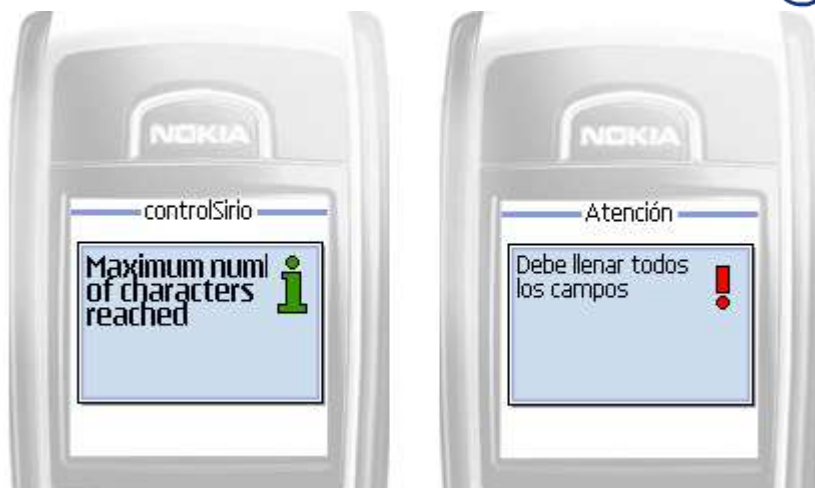 NOKIA
controlSirio
Maximum numl
of characters
reached
NOKIA
Atención
Debe llenar todos
los campos